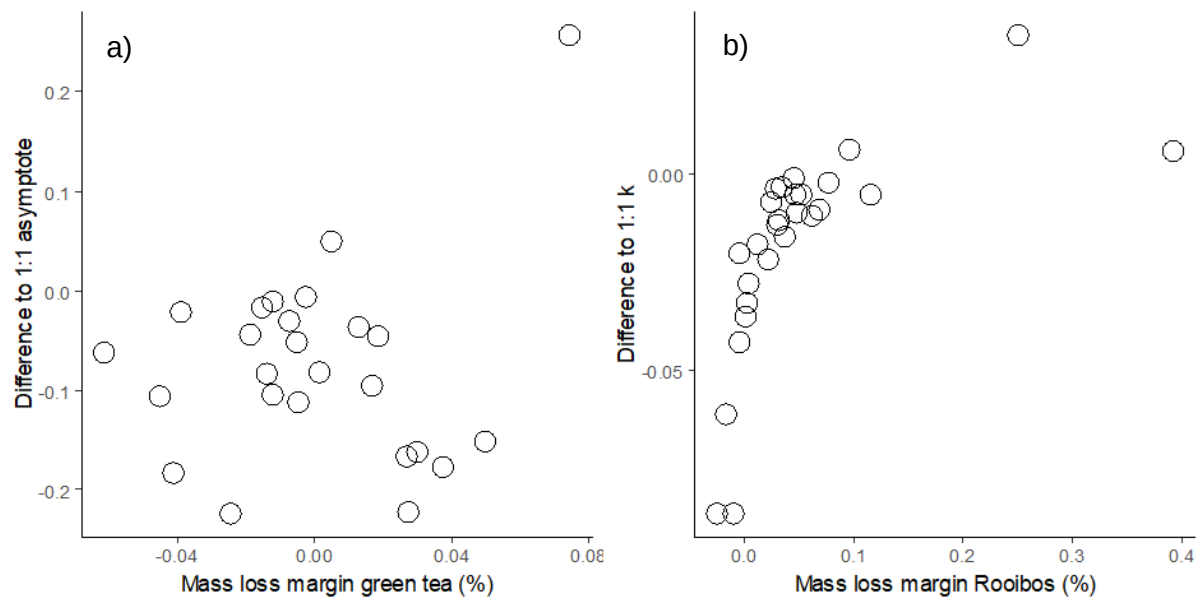 a)
Difference to 1:1 asymptote
0.2
0.1
0.0
-0.1
-0.2
-0.04 0.00 0.04 0.08
Mass loss margin green tea (%)
b)
Difference to 1:1 k
0.00
-0.05
0.0 0.1 0.2 0.3 0.4
Mass loss margin Rooibos (%)